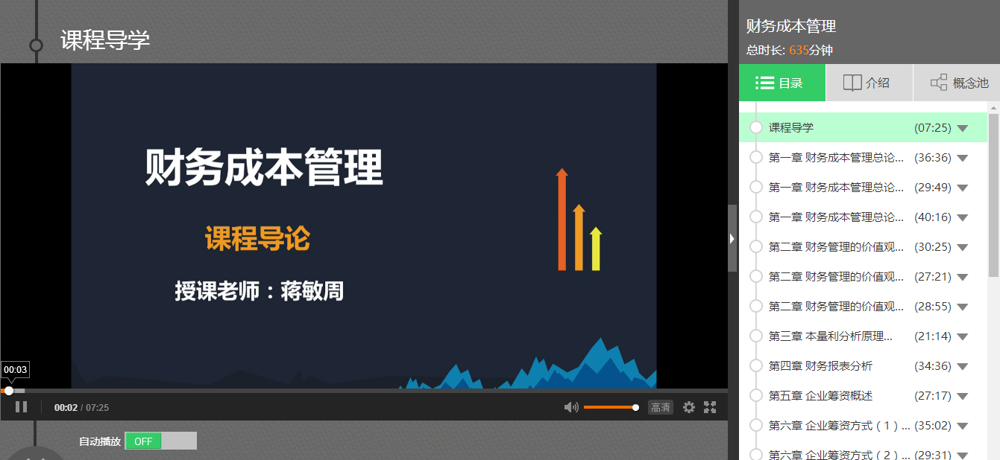 课程导学
财务成本管理
课程导论
授课老师：蒋敏周
00:03
00:02 / 07:25
高清
自动播放 OFF
财务成本管理
总时长: 635分钟
目录 介绍 概念池
课程导学 (07:25)
第一章 财务成本管理总论... (36:36)
第一章 财务成本管理总论... (29:49)
第一章 财务成本管理总论... (40:16)
第二章 财务管理的价值观... (30:25)
第二章 财务管理的价值观... (27:21)
第二章 财务管理的价值观... (28:55)
第三章 本量利分析原理... (21:14)
第四章 财务报表分析 (34:36)
第五章 企业筹资概述 (27:17)
第六章 企业筹资方式（1）... (35:02)
第六章 企业筹资方式（2）... (29:31)